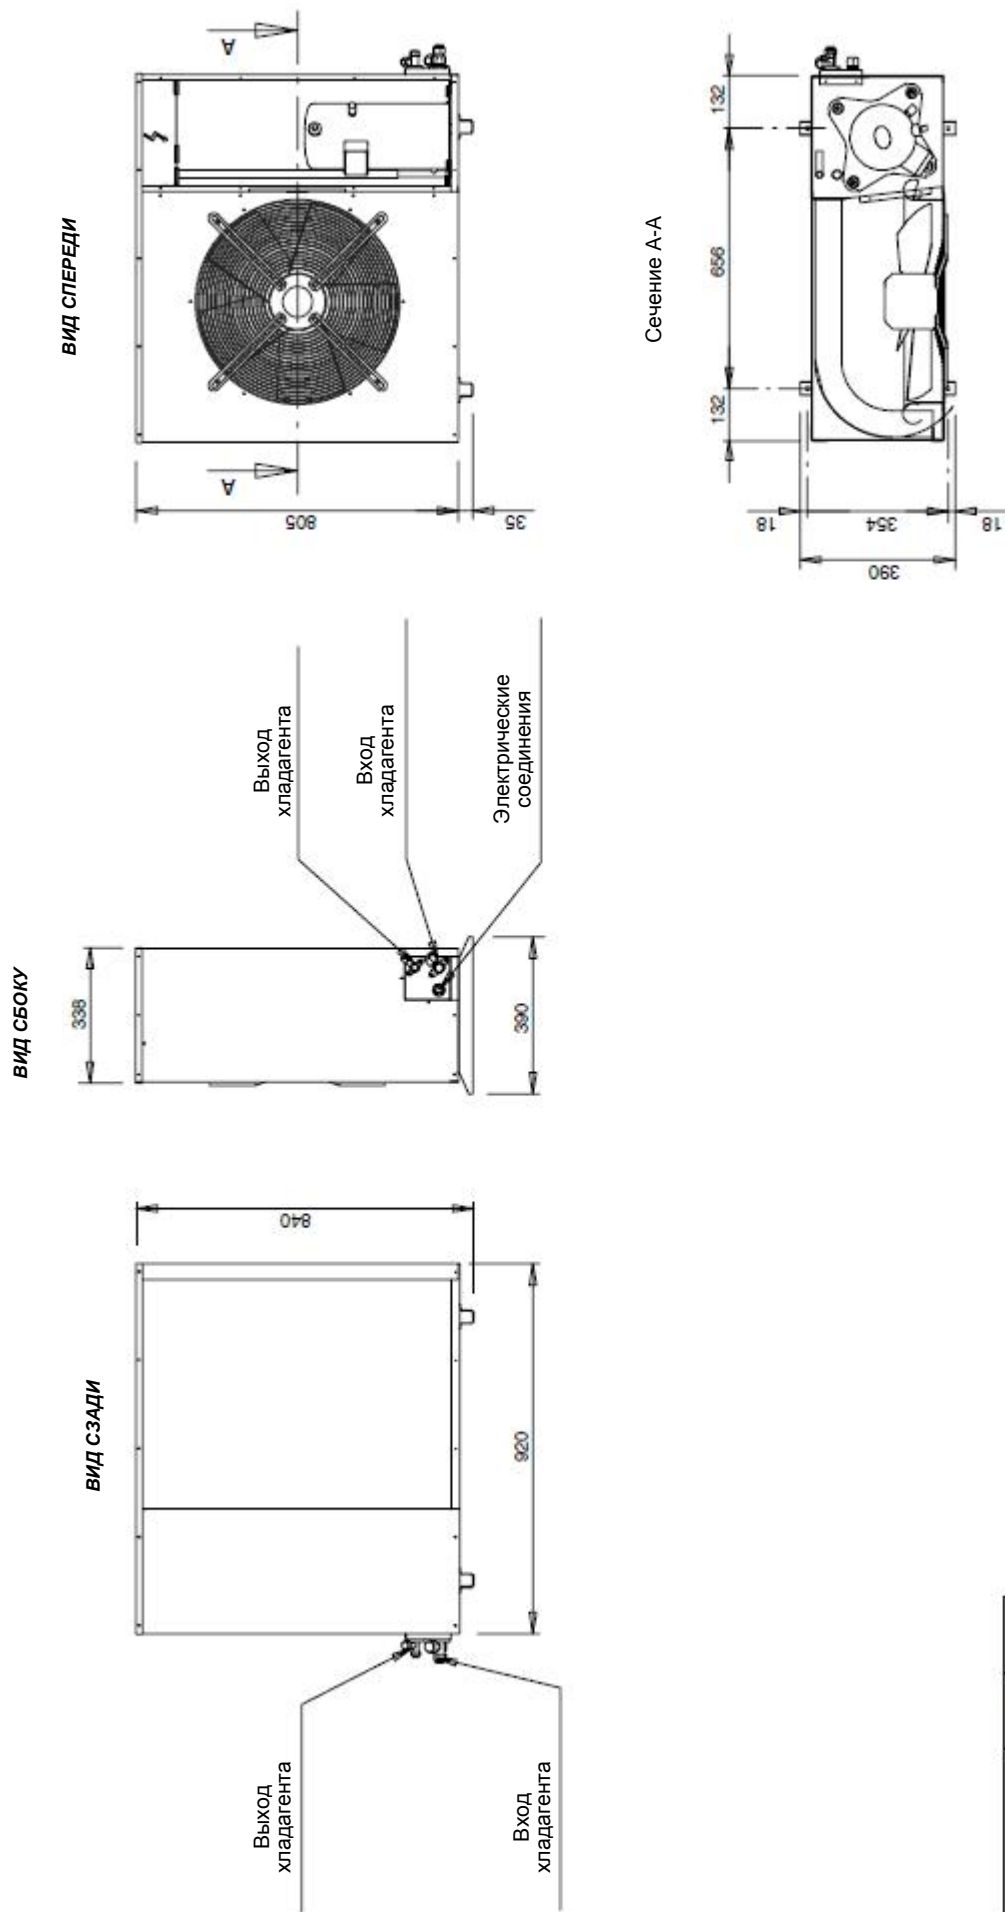 ВИД СПЕРЕДИ
A
A
805
35
132
656
132
Сечение А-А
18
354
18
390
ВИД СБОКУ
338
390
Выход
хладагента
Вход
хладагента
Электрические
соединения
ВИД СЗАДИ
840
920
Выход
хладагента
Вход
хладагента